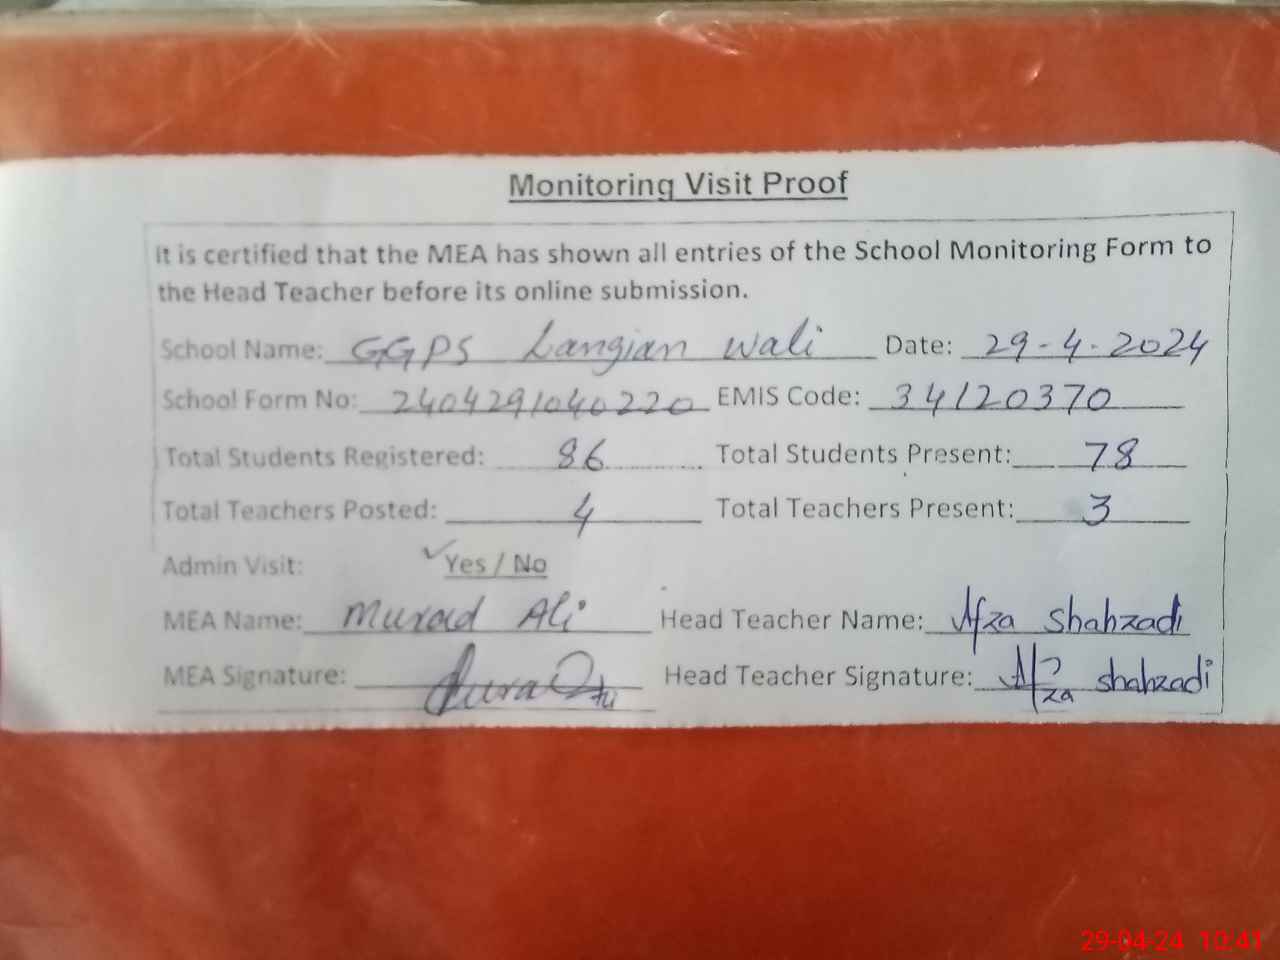 Monitoring Visit Proof
It is certified that the MEA has shown all entries of the School Monitoring Form to
the Head Teacher before its online submission.
School Name: GGPS Langian wali Date: 29-4-2024
School Form No: 2404291040220 EMIS Code: 34120370
Total Students Registered: 86 Total Students Present: 78
Total Teachers Posted: 4 Total Teachers Present: 3
Admin Visit: ✓Yes / No
MEA Name: Murad Ali Head Teacher Name: Afza shahzadi
MEA Signature: Head Teacher Signature: Afza shahzadi
29-04-24 10:41